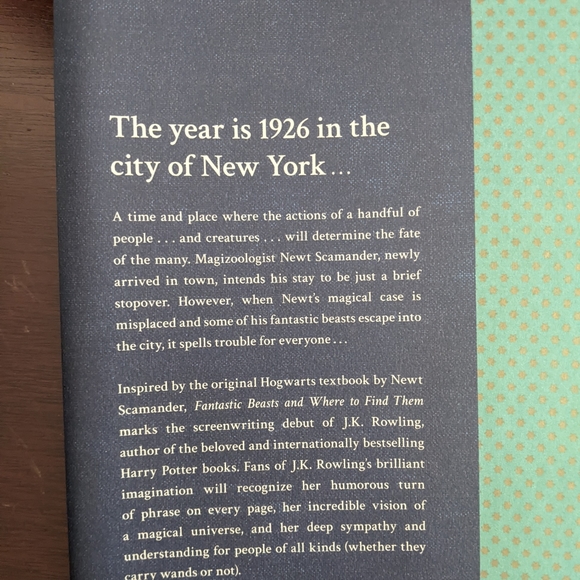 The year is 1926 in the
city of New York...
A time and place where the actions of a handful of
people . . . and creatures . . . will determine the fate
of the many. Magizoologist Newt Scamander, newly
arrived in town, intends his stay to be just a brief
stopover. However, when Newt's magical case is
misplaced and some of his fantastic beasts escape into
the city, it spells trouble for everyone...
Inspired by the original Hogwarts textbook by Newt
Scamander, Fantastic Beasts and Where to Find Them
marks the screenwriting debut of J.K. Rowling,
author of the beloved and internationally bestselling
Harry Potter books. Fans of J.K. Rowling's brilliant
imagination will recognize her humorous turn
of phrase on every page, her incredible vision of
a magical universe, and her deep sympathy and
understanding for people of all kinds (whether they
carry wands or not).